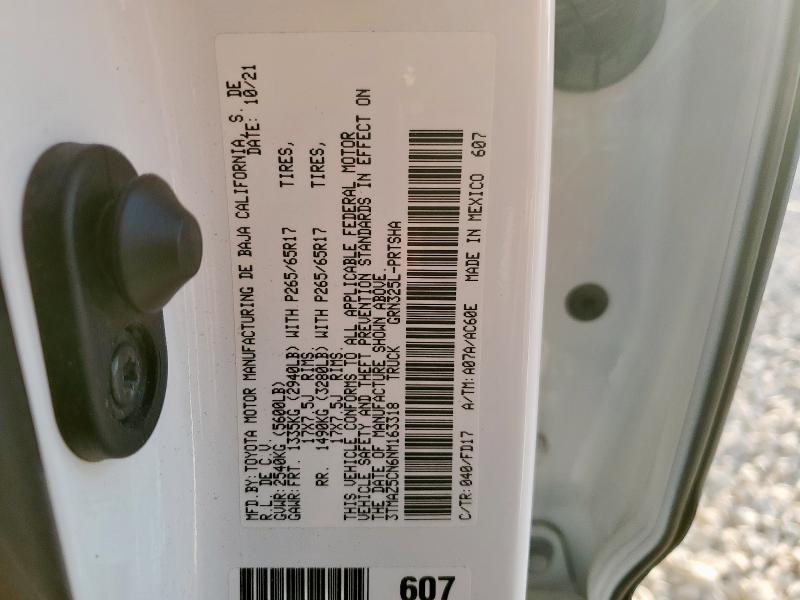 MFD.BY:TOYOTA MOTOR MANUFACTURING DE BAJA CALIFORNIA, S. DE
R.L. DE C.V. DATE: 10/21
GVWR:2540KG (5600LB)
GAWR:FRT. 1335KG (2940LB) WITH P265/65R17 TIRES,
17X7.5J RIMS
RR. 1490KG (3280LB) WITH P265/65R17 TIRES,
17X7.5J RIMS
THIS VEHICLE CONFORMS TO ALL APPLICABLE FEDERAL MOTOR
VEHICLE SAFETY AND THEFT PREVENTION STANDARDS IN EFFECT ON
THE DATE OF MANUFACTURE SHOWN ABOVE.
3TMAZ5CN6NM163318 TRUCK GRN325L-PRTSHA
C/TR:040/FD17 A/TM:A07A/AC60E MADE IN MEXICO 607
607